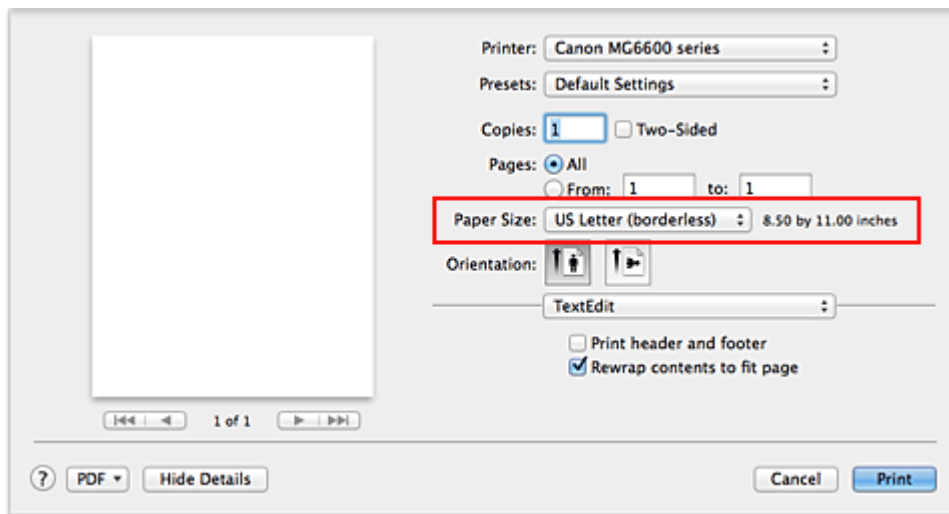 Printer: Canon MG6600 series
Presets: Default Settings
Copies: 1 Two-Sided
Pages: All
From: 1 to: 1
Paper Size: US Letter (borderless) 8.50 by 11.00 inches
Orientation:
TextEdit
Print header and footer
Rewrap contents to fit page
1 of 1
? PDF Hide Details Cancel Print